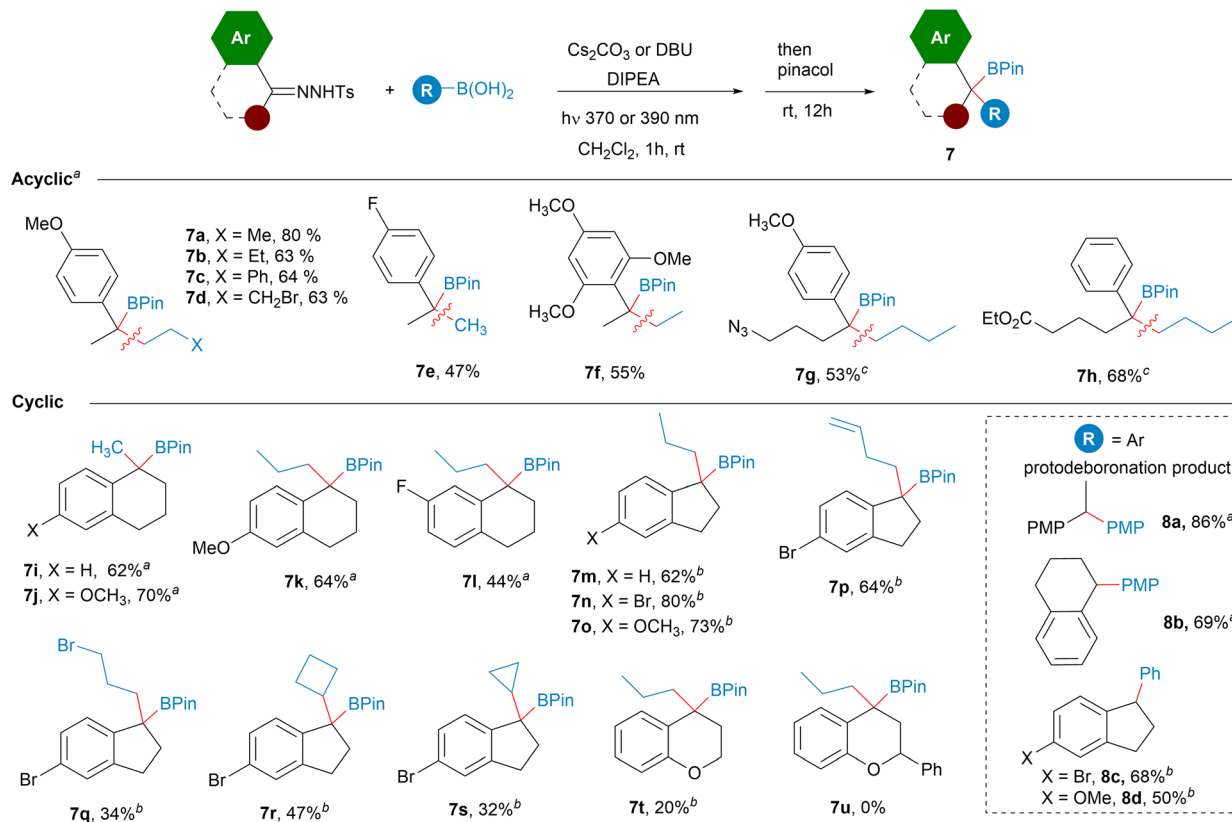 Ar
NNHTs
+
R
B(OH)2
Cs2CO3 or DBU
DIPEA
hν 370 or 390 nm
CH2Cl2, 1h, rt
then
pinacol
rt, 12h
Ar
BPin
R
7
Acyclic^a
MeO
BPin
X
7a, X = Me, 80 %
7b, X = Et, 63 %
7c, X = Ph, 64 %
7d, X = CH2Br, 63 %
F
BPin
CH3
7e, 47%
H3CO
OMe
H3CO
BPin
7f, 55%
H3CO
BPin
N3
7g, 53%^c
BPin
EtO2C
7h, 68%^c
Cyclic
H3C
BPin
X
7i, X = H, 62%^a
7j, X = OCH3, 70%^a
BPin
MeO
7k, 64%^a
BPin
F
7l, 44%^a
BPin
X
7m, X = H, 62%^b
7n, X = Br, 80%^b
7o, X = OCH3, 73%^b
BPin
Br
7p, 64%^b
Br
BPin
Br
7q, 34%^b
BPin
Br
7r, 47%^b
BPin
Br
7s, 32%^b
BPin
O
7t, 20%^b
BPin
O
Ph
7u, 0%
R = Ar
protodeboronation product
PMP
PMP
8a, 86%^a
PMP
8b, 69%^a
Ph
X
X = Br, 8c, 68%^b
X = OMe, 8d, 50%^b